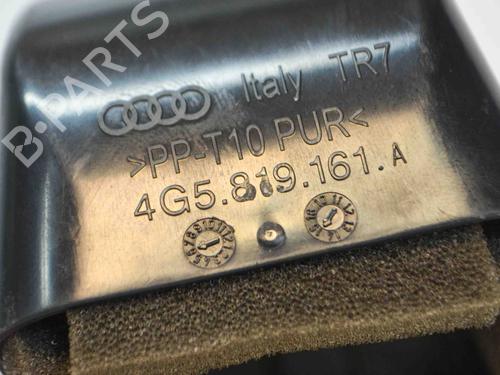 Italy TR7
>PP-T10 PUR<
4G5.819.161.A
B-PARTS